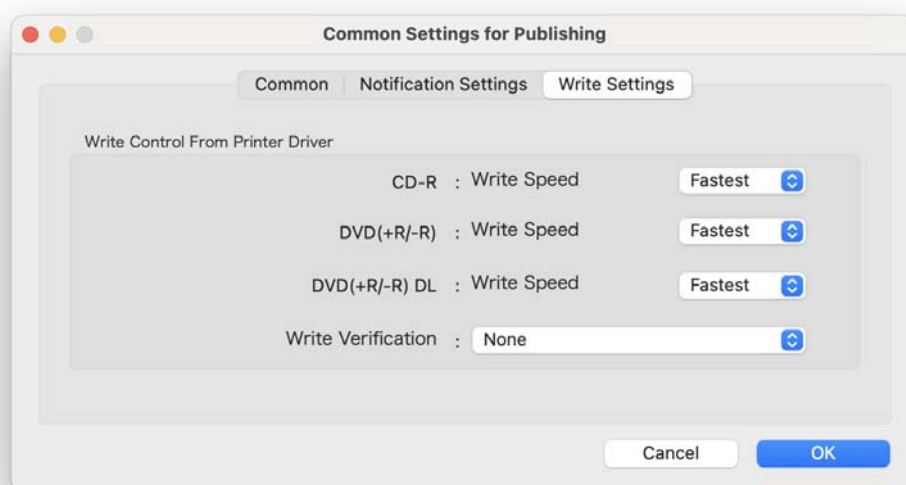 Common Settings for Publishing
Common Notification Settings Write Settings
Write Control From Printer Driver
CD-R : Write Speed Fastest
DVD(+R/-R) : Write Speed Fastest
DVD(+R/-R) DL : Write Speed Fastest
Write Verification : None
Cancel OK